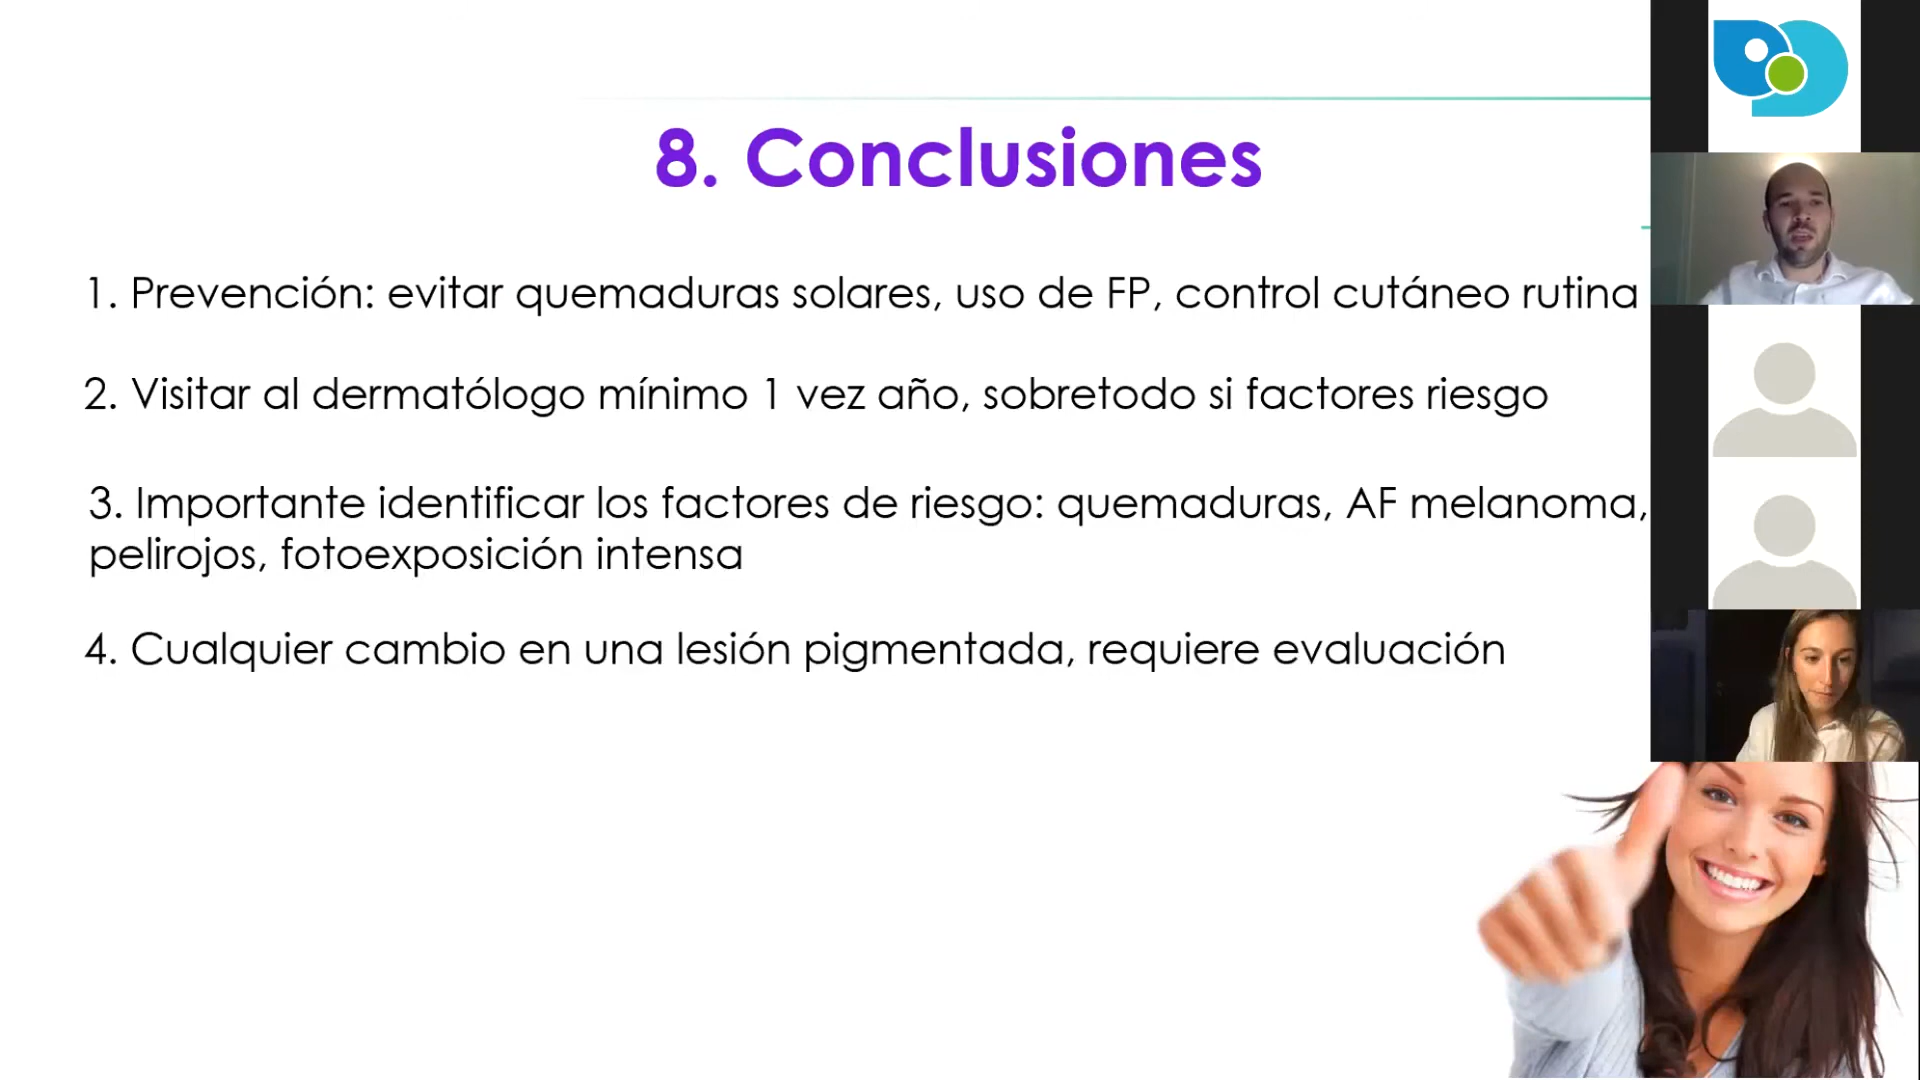 8. Conclusiones
1. Prevención: evitar quemaduras solares, uso de FP, control cutáneo rutina
2. Visitar al dermatólogo mínimo 1 vez año, sobretodo si factores riesgo
3. Importante identificar los factores de riesgo: quemaduras, AF melanoma,
pelirojos, fotoexposición intensa
4. Cualquier cambio en una lesión pigmentada, requiere evaluación